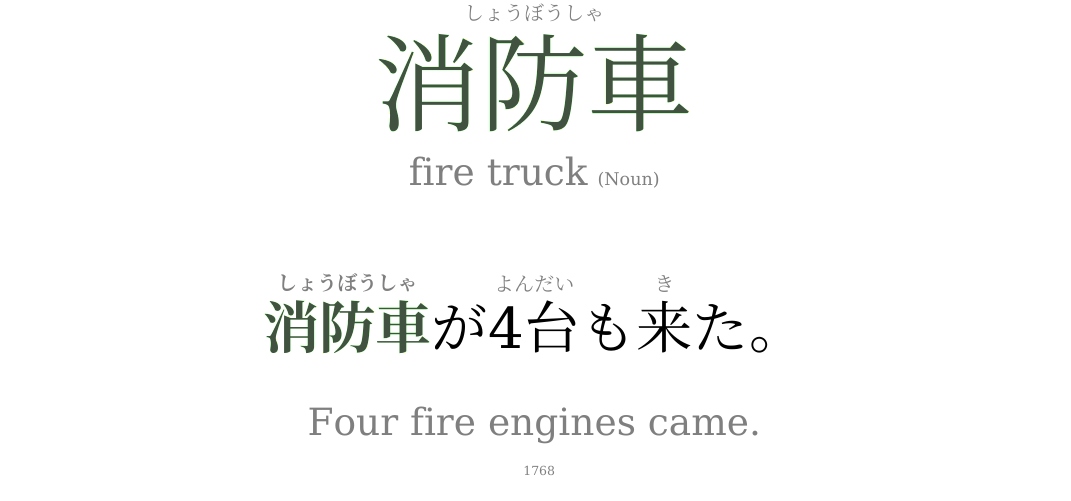 しょうぼうしゃ
消防車
fire truck (Noun)
しょうぼうしゃ よんだい き
消防車が4台も来た。
Four fire engines came.
1768